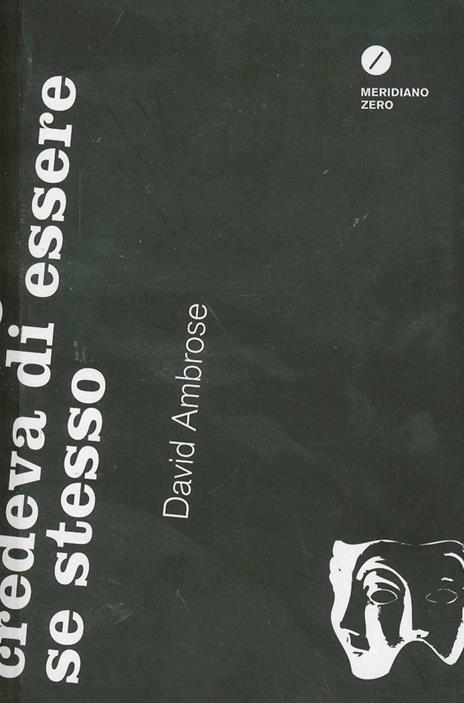 credeva di essere
se stesso
David Ambrose
MERIDIANO
ZERO